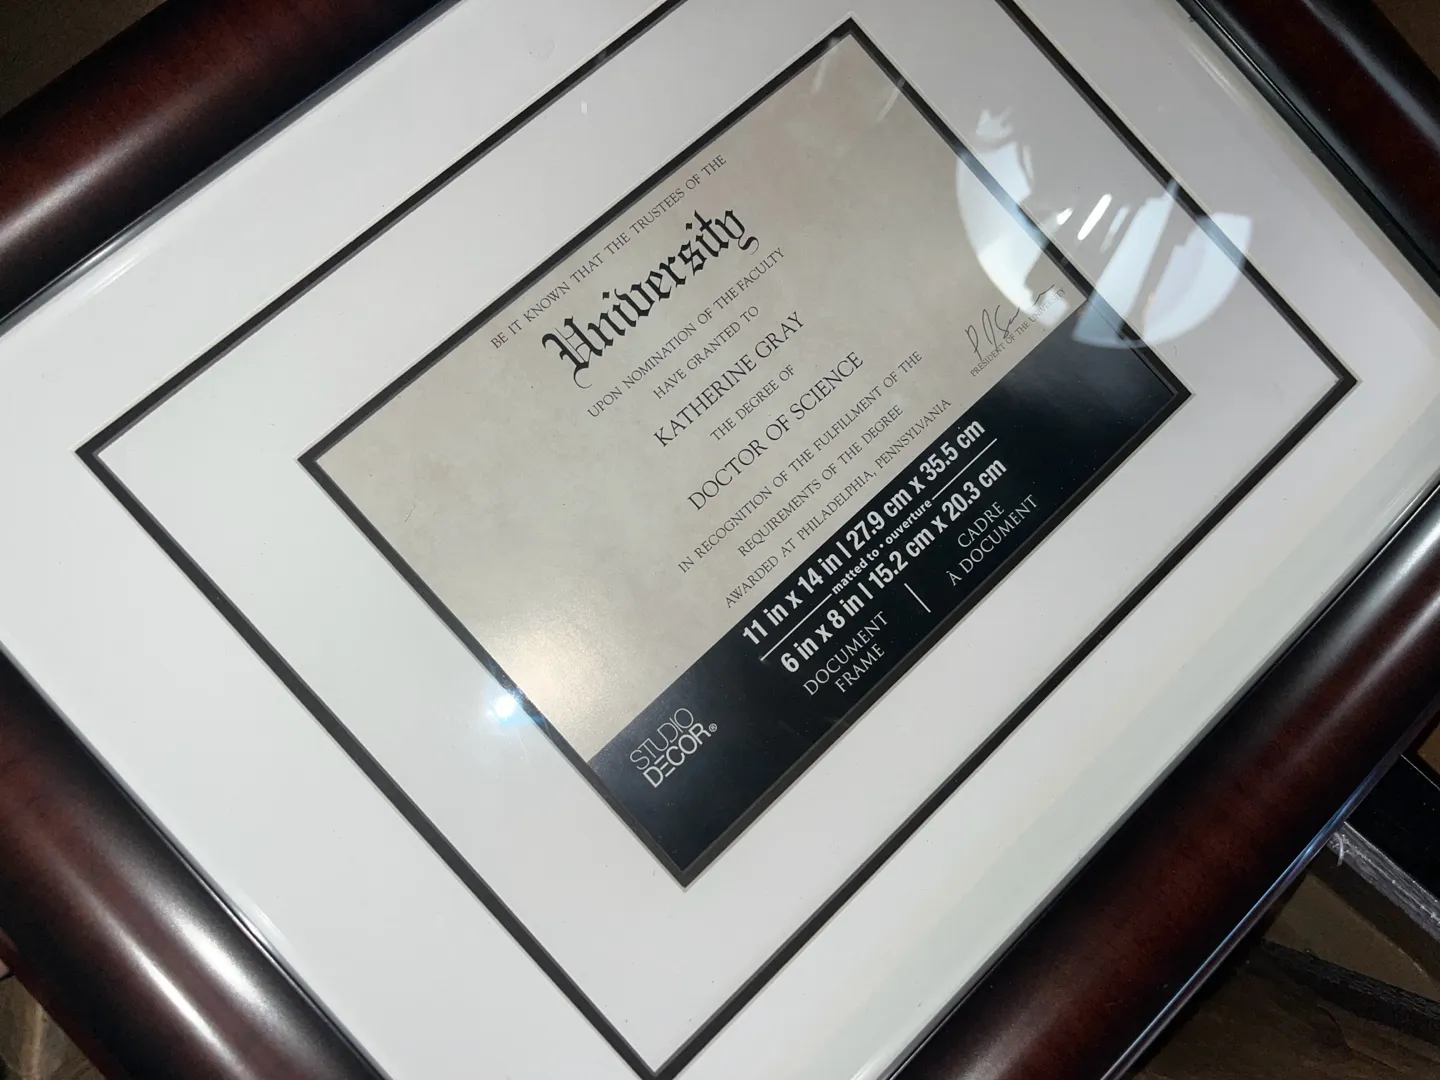 BE IT KNOWN THAT THE TRUSTEES OF THE
University
UPON NOMINATION OF THE FACULTY
HAVE GRANTED TO
KATHERINE GRAY
THE DEGREE OF
DOCTOR OF SCIENCE
IN RECOGNITION OF THE FULFILLMENT OF THE
REQUIREMENTS OF THE DEGREE
AWARDED AT PHILADELPHIA, PENNSYLVANIA
PRESIDENT OF THE UNIVERSITY
STUDIO
DECOR®
11 in x 14 in | 27.9 cm x 35.5 cm
matted to • ouverture
6 in x 8 in | 15.2 cm x 20.3 cm
DOCUMENT
FRAME
CADRE
À DOCUMENT